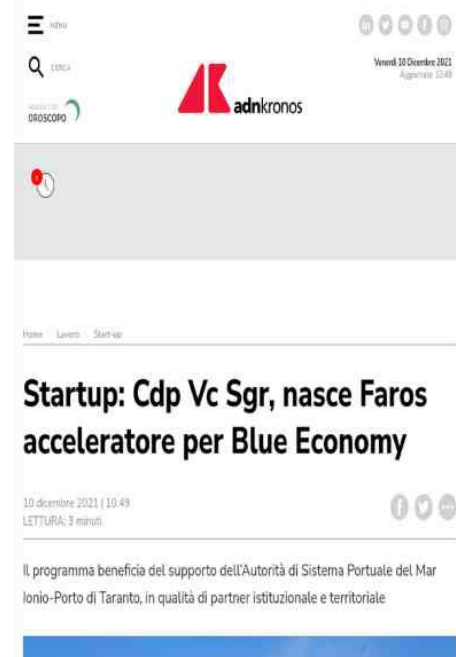 MENU
CERCA
Venerdì 10 Dicembre 2021
Aggiornato: 10:49
OROSCOPO
adnkronos
Home Lavoro Start-up
Startup: Cdp Vc Sgr, nasce Faros
acceleratore per Blue Economy
10 dicembre 2021 | 10.49
LETTURA: 3 minuti
Il programma beneficia del supporto dell'Autorità di Sistema Portuale del Mar
Ionio-Porto di Taranto, in qualità di partner istituzionale e territoriale